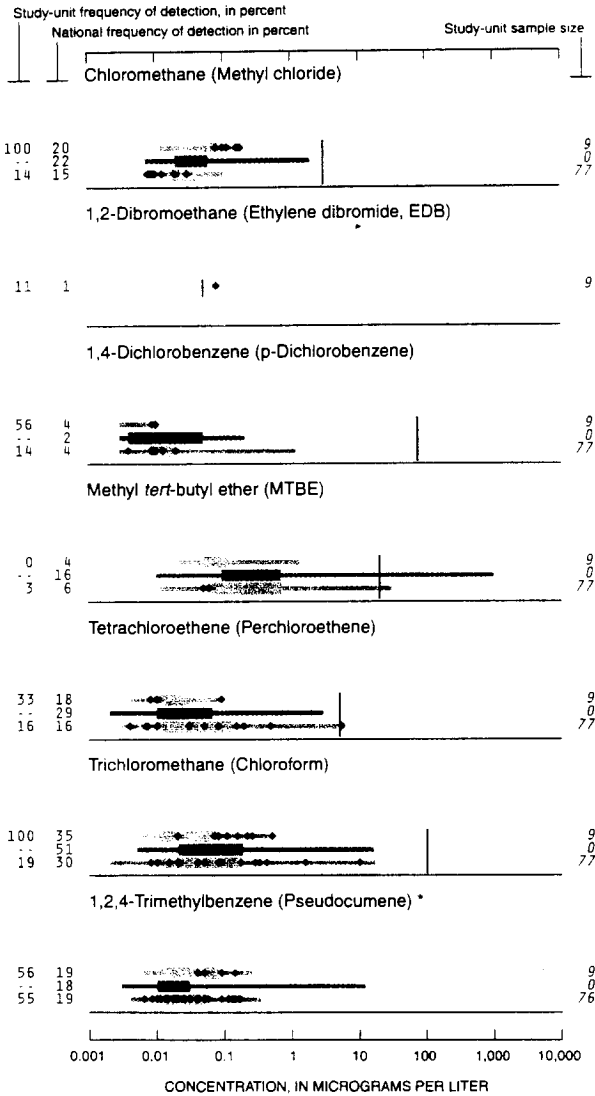 Study-unit frequency of detection, in percent
National frequency of detection in percent
Study-unit sample size
Chloromethane (Methyl chloride)
100 20 9
-- 22 0
14 15 77
1,2-Dibromoethane (Ethylene dibromide, EDB)
11 1 9
1,4-Dichlorobenzene (p-Dichlorobenzene)
56 4 9
-- 2 0
14 4 77
Methyl tert-butyl ether (MTBE)
0 4 9
-- 16 0
3 6 77
Tetrachloroethene (Perchloroethene)
33 18 9
-- 29 0
16 16 77
Trichloromethane (Chloroform)
100 35 9
-- 51 0
19 30 77
1,2,4-Trimethylbenzene (Pseudocumene) *
56 19 9
-- 18 0
55 19 76
0.001 0.01 0.1 1 10 100 1,000 10,000
CONCENTRATION, IN MICROGRAMS PER LITER